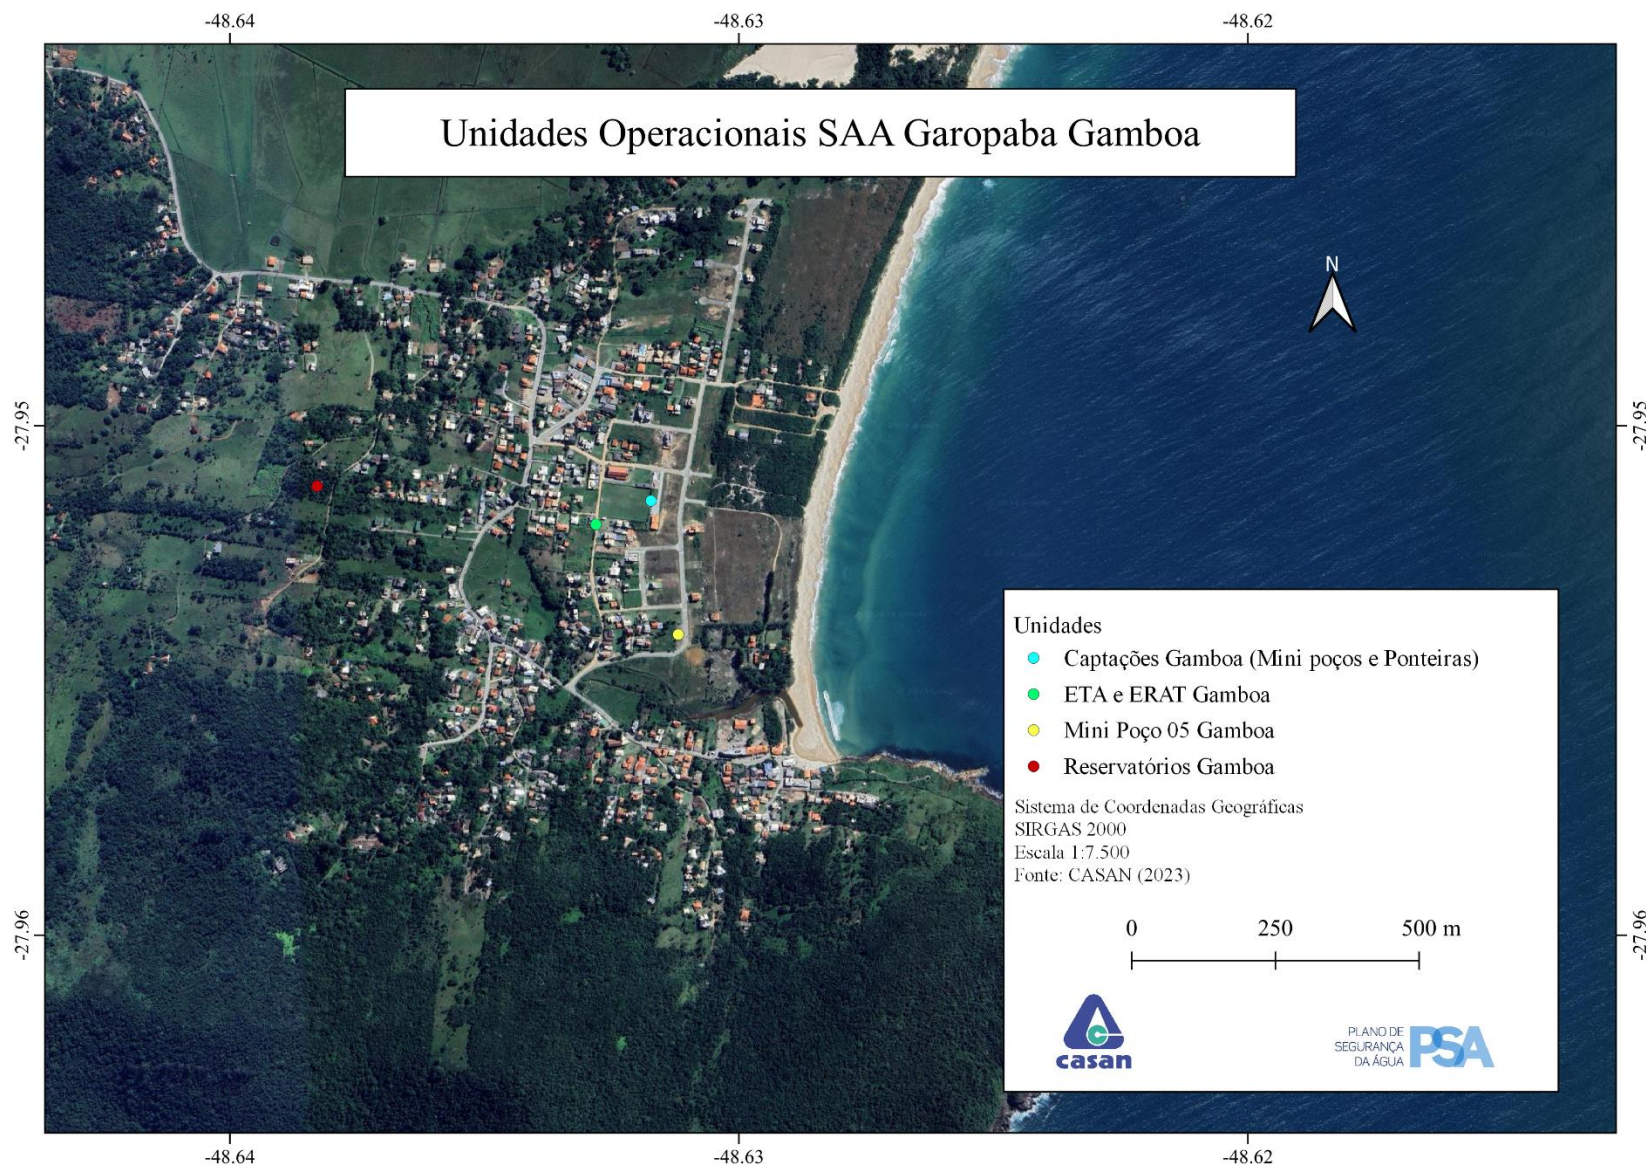 -48.64
-48.63
-48.62
Unidades Operacionais SAA Garopaba Gamboa
N
-27.95
-27.95
Unidades
Captações Gamboa (Mini poços e Ponteiras)
ETA e ERAT Gamboa
Mini Poço 05 Gamboa
Reservatórios Gamboa
Sistema de Coordenadas Geográficas
SIRGAS 2000
Escala 1:7.500
Fonte: CASAN (2023)
-27.96
-27.96
0 250 500 m
casan
PLANO DE
SEGURANÇA
DA ÁGUA
PSA
-48.64
-48.63
-48.62